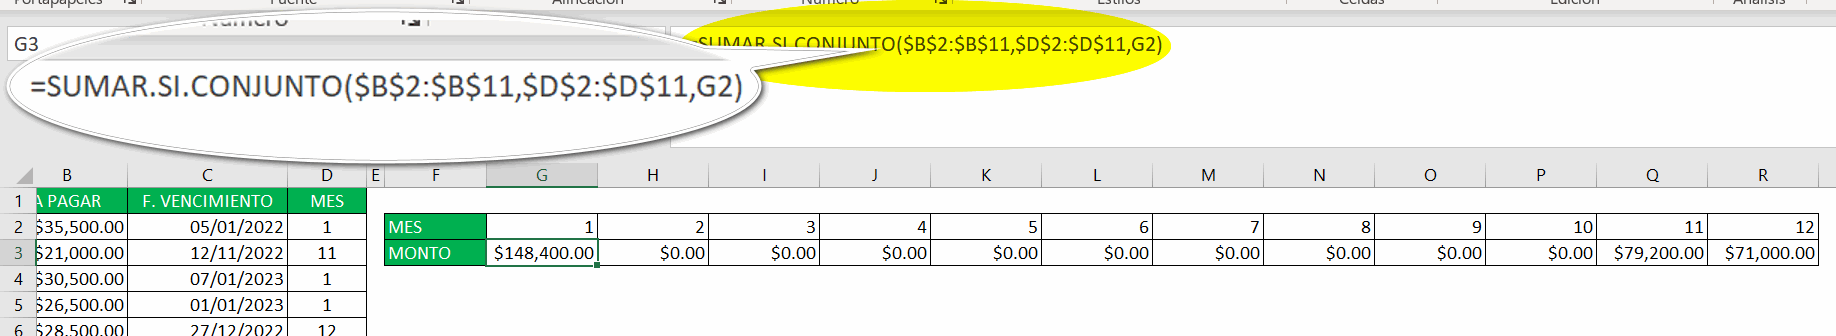 Portapapeles Fuente Alineación Número Estilos Celdas Edición Análisis
Número
G3
=SUMAR.SI.CONJUNTO($B$2:$B$11,$D$2:$D$11,G2)
=SUMAR.SI.CONJUNTO($B$2:$B$11,$D$2:$D$11,G2)
B C D E F G H I J K L M N O P Q R
1 A PAGAR F. VENCIMIENTO MES
2 $35,500.00 05/01/2022 1 MES 1 2 3 4 5 6 7 8 9 10 11 12
3 $21,000.00 12/11/2022 11 MONTO $148,400.00 $0.00 $0.00 $0.00 $0.00 $0.00 $0.00 $0.00 $0.00 $0.00 $79,200.00 $71,000.00
4 $30,500.00 07/01/2023 1
5 $26,500.00 01/01/2023 1
6 $28,500.00 27/12/2022 12